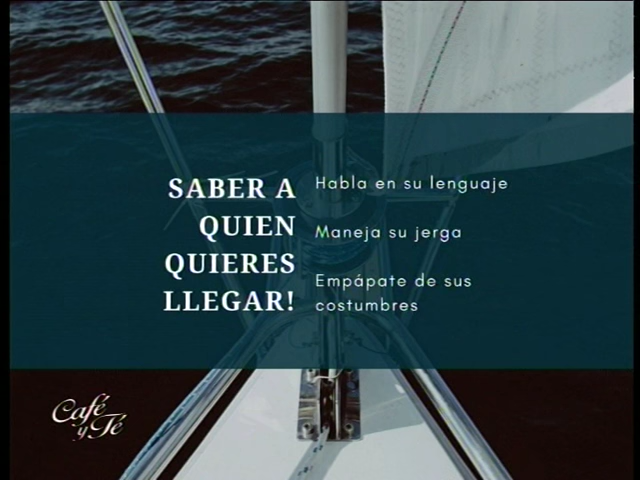 SABER A
QUIEN
QUIERES
LLEGAR!
Habla en su lenguaje
Maneja su jerga
Empápate de sus
costumbres
Café
y Té